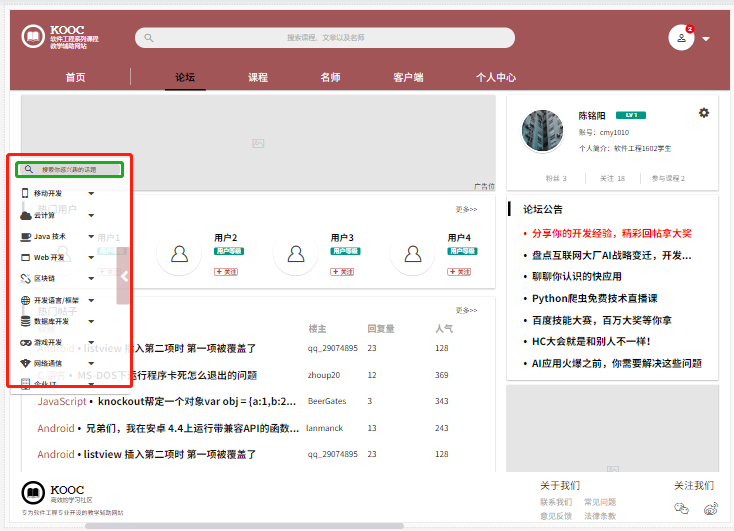 KOOC
软件工程系列课程
教学辅助网站
搜索课程、文章以及名师
2
首页
论坛
课程
名师
客户端
个人中心
广告位
陈铭阳 LV 1
账号：cmy1010
个人简介：软件工程1602学生
粉丝 3
关注 18
参与课程 2
搜索你感兴趣的话题
移动开发
云计算
Java 技术
Web 开发
区块链
开发语言/框架
数据库开发
游戏开发
网络通信
企业 IT
热门用户
更多>>
用户1
用户等级
关注
用户2
用户等级
+ 关注
用户3
用户等级
+ 关注
用户4
用户等级
+ 关注
热门帖子
更多>>
楼主 回复量 人气
Android • listview 插入第二项时 第一项被覆盖了 qq_29074895 23 128
C语言 • MS-DOS下运行程序卡死怎么退出的问题 zhoup20 12 369
JavaScript • knockout帮定一个对象var obj = {a:1,b:2... BeerGates 3 343
Android • 兄弟们，我在安卓 4.4上运行带兼容API的函数... lanmanck 13 243
Android • listview 插入第二项时 第一项被覆盖了 qq_29074895 23 128
论坛公告
• 分享你的开发经验，精彩回帖拿大奖
• 盘点互联网大厂AI战略变迁，开发...
• 聊聊你认识的快应用
• Python爬虫免费技术直播课
• 百度技能大赛，百万大奖等你拿
• HC大会就是和别人不一样！
• AI应用火爆之前，你需要解决这些问题
KOOC
高效的学习社区
专为软件工程专业开设的教学辅助网站
关于我们
联系我们 常见问题
意见反馈 法律条款
关注我们